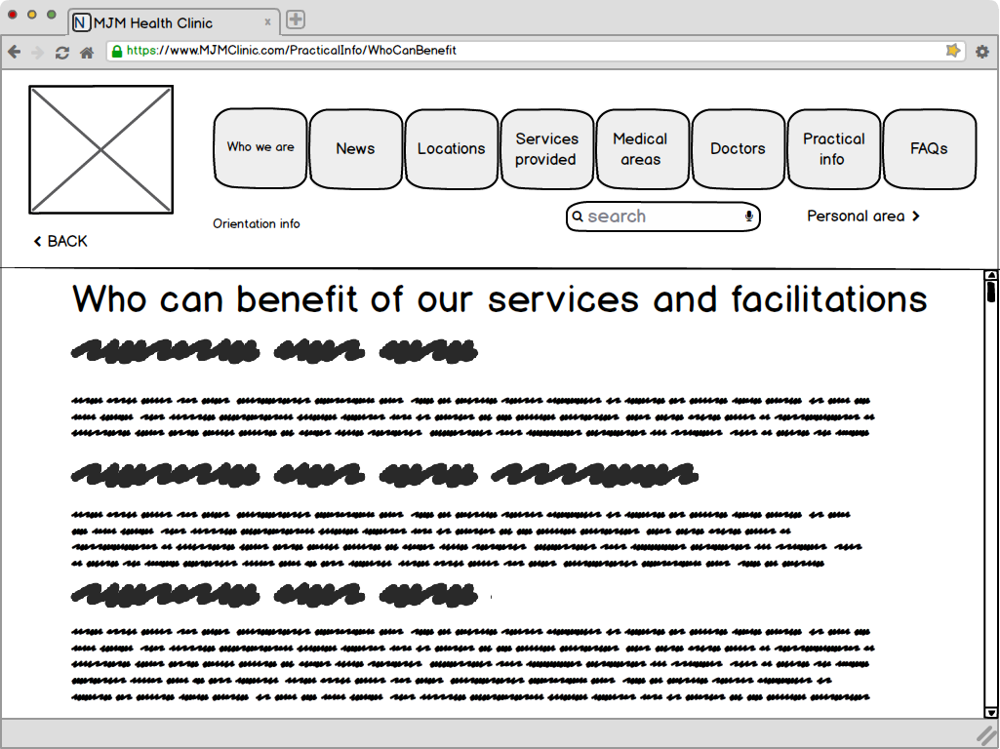 N MJM Health Clinic x
https://www.MJMClinic.com/PracticalInfo/WhoCanBenefit
Who we are
News
Locations
Services
provided
Medical
areas
Doctors
Practical
info
FAQs
Orientation info
search
Personal area
BACK
Who can benefit of our services and facilitations